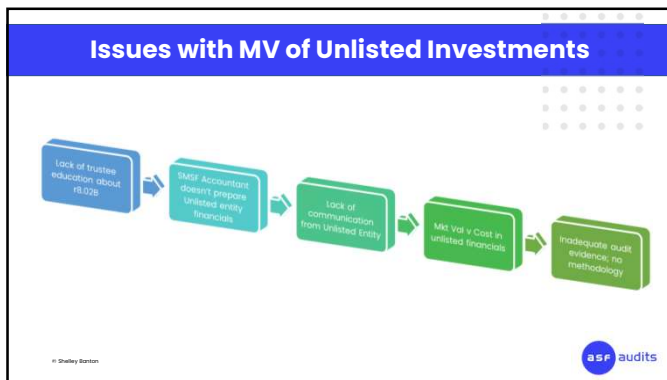 Issues with MV of Unlisted Investments
Lack of trustee
education about
r8.02B
SMSF Accountant
doesn't prepare
Unlisted entity
financials
Lack of
communication
from Unlisted Entity
Mkt Val v Cost in
unlisted financials
Inadequate audit
evidence; no
methodology
© Shelley Banton
asf audits